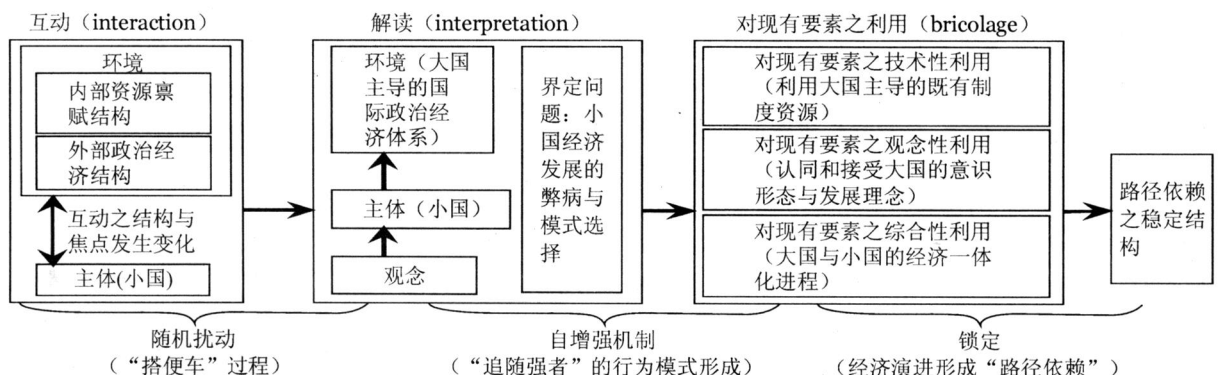 互动（interaction）
环境
内部资源禀
赋结构
外部政治经
济结构
互动之结构与
焦点发生变化
主体(小国)
解读（interpretation）
环境（大国
主导的国
际政治经
济体系）
主体（小国）
观念
界定问
题：小
国经济
发展的
弊病与
模式选
择
对现有要素之利用（bricolage）
对现有要素之技术性利用
（利用大国主导的既有制
度资源）
对现有要素之观念性利用
（认同和接受大国的意识
形态与发展理念）
对现有要素之综合性利用
（大国与小国的经济一体
化进程）
路径依赖
之稳定结
构
随机扰动
（“搭便车”过程）
自增强机制
（“追随强者”的行为模式形成）
锁定
（经济演进形成“路径依赖”）